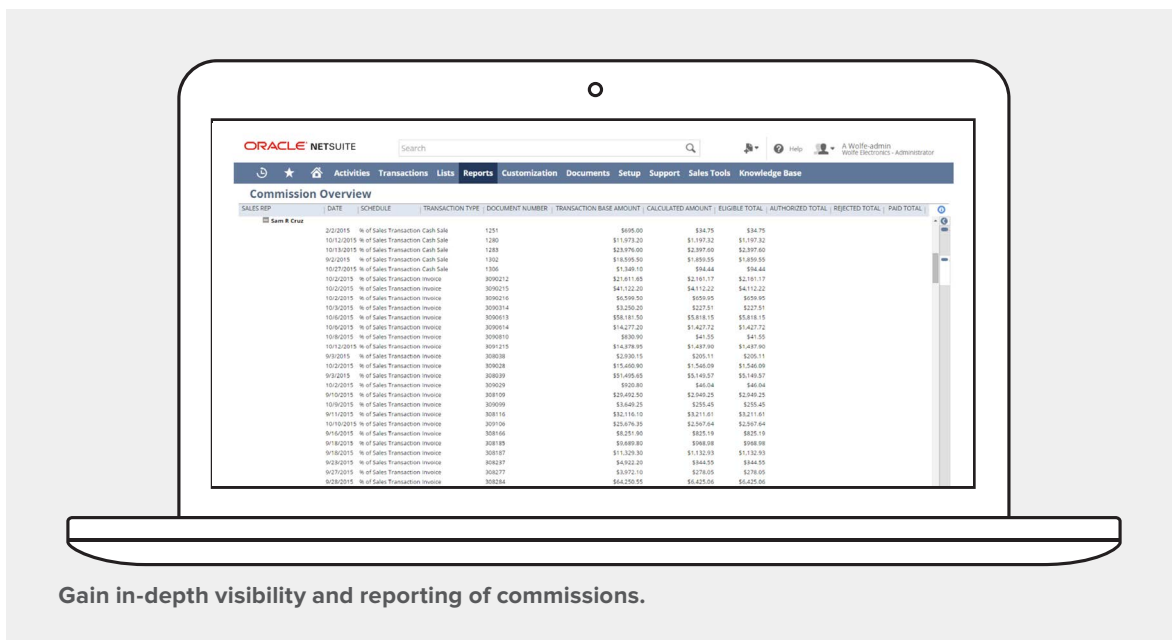 ORACLE NETSUITE Search Help A Wolfe-admin
Wolfe Electronics - Administrator
Activities Transactions Lists Reports Customization Documents Setup Support Sales Tools Knowledge Base
Commission Overview
SALES REP DATE SCHEDULE TRANSACTION TYPE DOCUMENT NUMBER TRANSACTION BASE AMOUNT CALCULATED AMOUNT ELIGIBLE TOTAL AUTHORIZED TOTAL REJECTED TOTAL PAID TOTAL
Sam R Cruz
2/2/2015 % of Sales Transaction Cash Sale 1251 $695.00 $34.75 $34.75
10/12/2015 % of Sales Transaction Cash Sale 1280 $11,973.20 $1,197.32 $1,197.32
10/13/2015 % of Sales Transaction Cash Sale 1283 $23,976.00 $2,397.60 $2,397.60
9/2/2015 % of Sales Transaction Cash Sale 1302 $18,595.50 $1,859.55 $1,859.55
10/27/2015 % of Sales Transaction Cash Sale 1306 $1,349.10 $94.44 $94.44
10/2/2015 % of Sales Transaction Invoice 3090212 $21,611.65 $2,161.17 $2,161.17
10/2/2015 % of Sales Transaction Invoice 3090215 $41,122.20 $4,112.22 $4,112.22
10/2/2015 % of Sales Transaction Invoice 3090216 $6,599.50 $659.95 $659.95
10/3/2015 % of Sales Transaction Invoice 3090314 $3,250.20 $227.51 $227.51
10/6/2015 % of Sales Transaction Invoice 3090613 $58,181.50 $5,818.15 $5,818.15
10/6/2015 % of Sales Transaction Invoice 3090614 $14,277.20 $1,427.72 $1,427.72
10/8/2015 % of Sales Transaction Invoice 3090810 $830.90 $41.55 $41.55
10/12/2015 % of Sales Transaction Invoice 3091215 $14,378.95 $1,437.90 $1,437.90
9/3/2015 % of Sales Transaction Invoice 308038 $2,930.15 $205.11 $205.11
10/2/2015 % of Sales Transaction Invoice 309028 $15,460.90 $1,546.09 $1,546.09
9/3/2015 % of Sales Transaction Invoice 308039 $51,495.65 $5,149.57 $5,149.57
10/2/2015 % of Sales Transaction Invoice 309029 $920.80 $46.04 $46.04
9/10/2015 % of Sales Transaction Invoice 308109 $29,492.50 $2,949.25 $2,949.25
10/9/2015 % of Sales Transaction Invoice 309099 $3,649.25 $255.45 $255.45
9/11/2015 % of Sales Transaction Invoice 308116 $32,116.10 $3,211.61 $3,211.61
10/10/2015 % of Sales Transaction Invoice 309106 $25,676.35 $2,567.64 $2,567.64
9/16/2015 % of Sales Transaction Invoice 308166 $8,251.90 $825.19 $825.19
9/18/2015 % of Sales Transaction Invoice 308185 $9,689.80 $968.98 $968.98
9/18/2015 % of Sales Transaction Invoice 308187 $11,329.30 $1,132.93 $1,132.93
9/23/2015 % of Sales Transaction Invoice 308237 $4,922.20 $344.55 $344.55
9/27/2015 % of Sales Transaction Invoice 308277 $3,972.10 $278.05 $278.05
9/28/2015 % of Sales Transaction Invoice 308284 $64,250.55 $6,425.06 $6,425.06
Gain in-depth visibility and reporting of commissions.